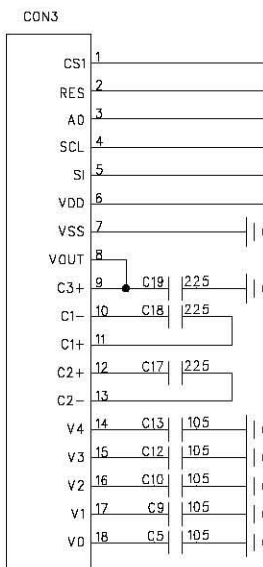 CON3
CS1 1
RES 2
A0 3
SCL 4
SI 5
VDD 6
VSS 7
VOUT 8
C3+ 9 C19 225
C1- 10 C18 225
C1+ 11
C2+ 12 C17 225
C2- 13
V4 14 C13 105
V3 15 C12 105
V2 16 C10 105
V1 17 C9 105
V0 18 C5 105